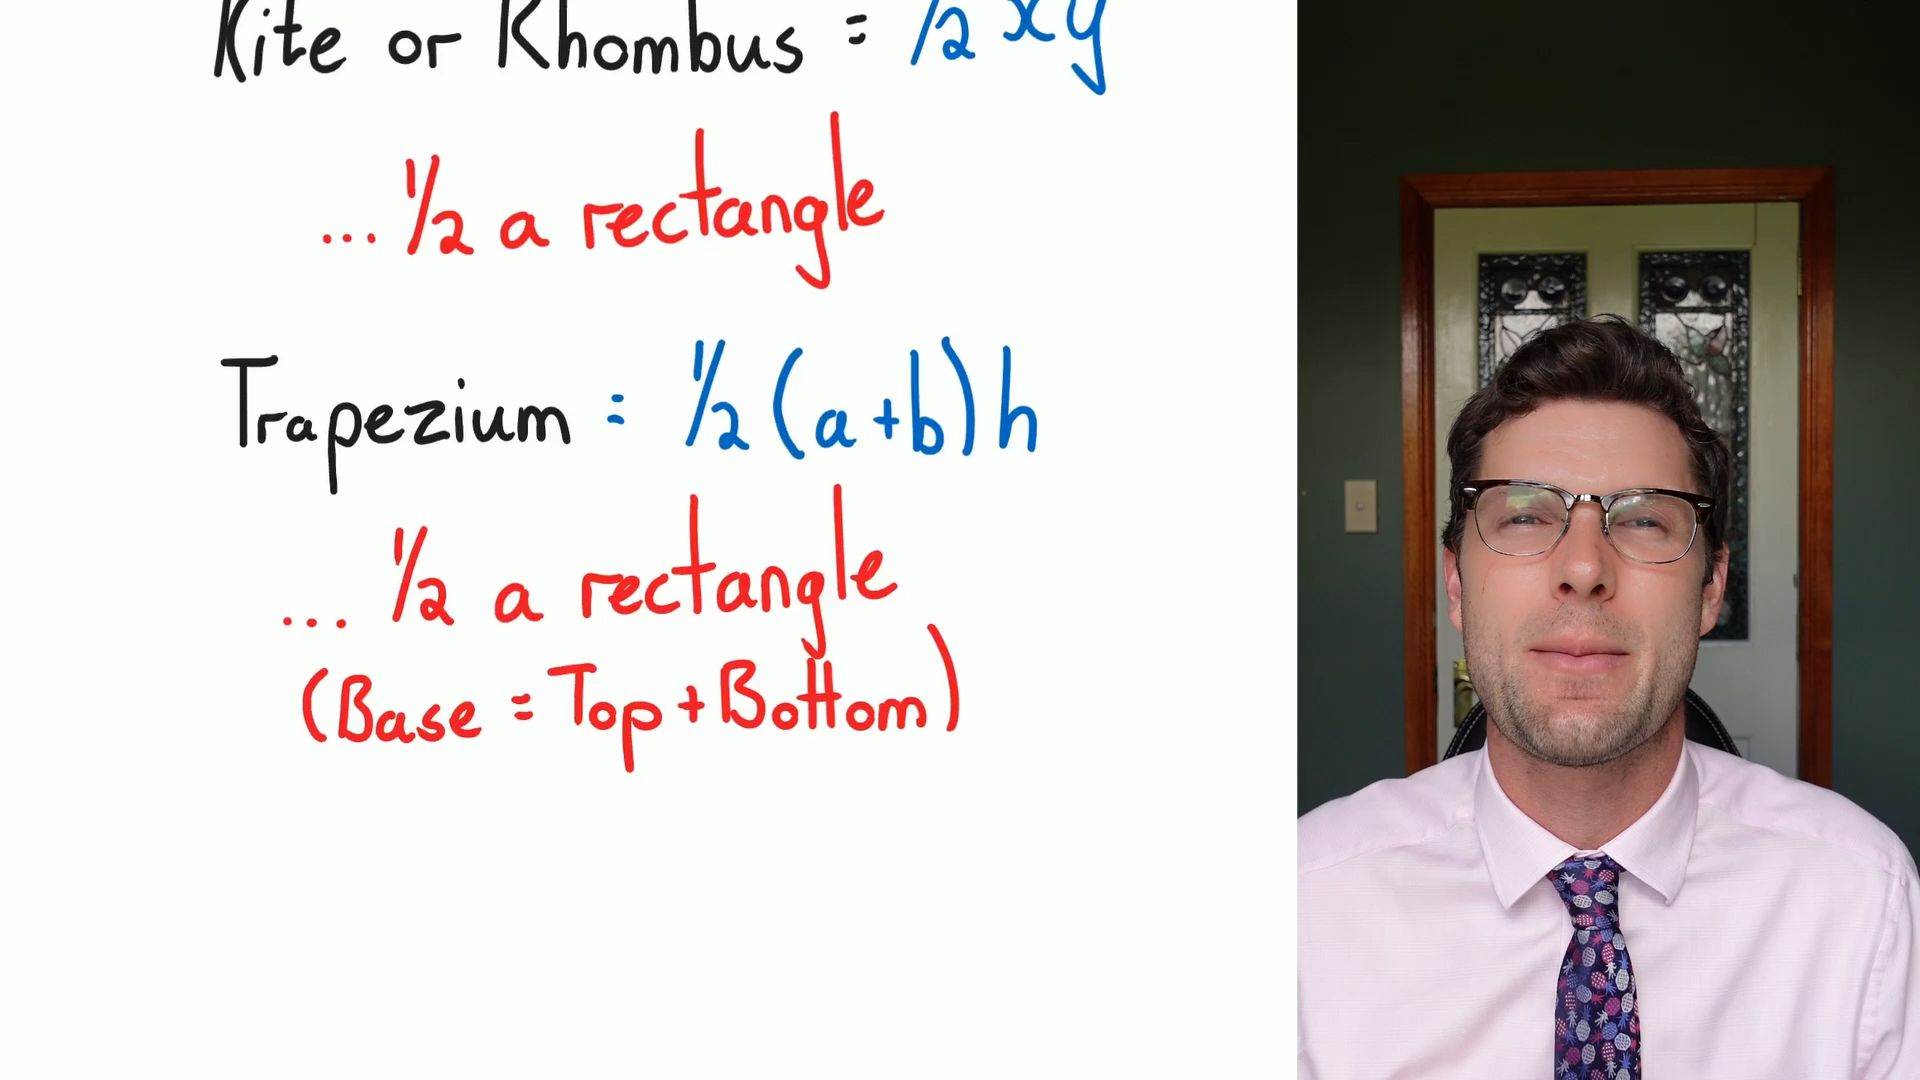 Kite or Rhombus = 1/2 xy
... 1/2 a rectangle
Trapezium = 1/2 (a+b) h
... 1/2 a rectangle
(Base = Top + Bottom)